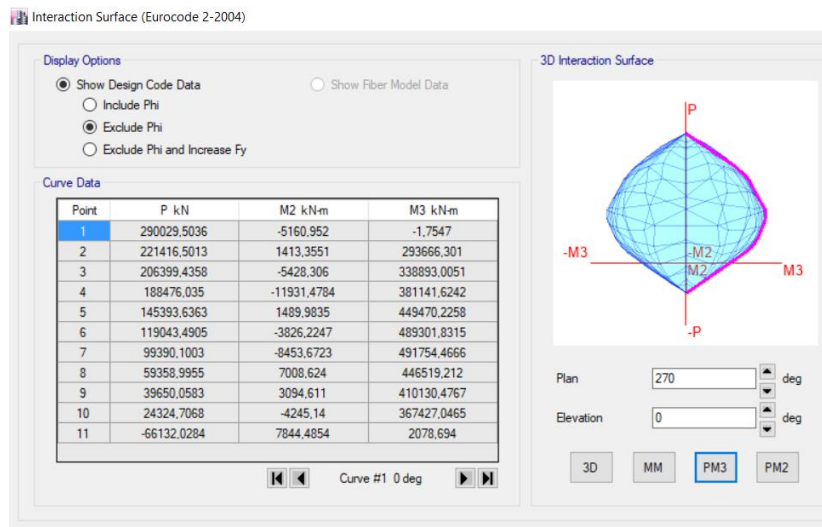 Interaction Surface (Eurocode 2-2004)
Display Options
Show Design Code Data
Show Fiber Model Data
Include Phi
Exclude Phi
Exclude Phi and Increase Fy
Curve Data
Point P kN M2 kN-m M3 kN-m
1 290029,5036 -5160,952 -1,7547
2 221416,5013 1413,3551 293666,301
3 206399,4358 -5428,306 338893,0051
4 188476,035 -11931,4784 381141,6242
5 145393,6363 1489,9835 449470,2258
6 119043,4905 -3826,2247 489301,8315
7 99390,1003 -8453,6723 491754,4666
8 59358,9955 7008,624 446519,212
9 39650,0583 3094,611 410130,4767
10 24324,7068 -4245,14 367427,0465
11 -66132,0284 7844,4854 2078,694
Curve #1 0 deg
3D Interaction Surface
P
-M3
-M2
M2
M3
-P
Plan 270 deg
Elevation 0 deg
3D MM PM3 PM2